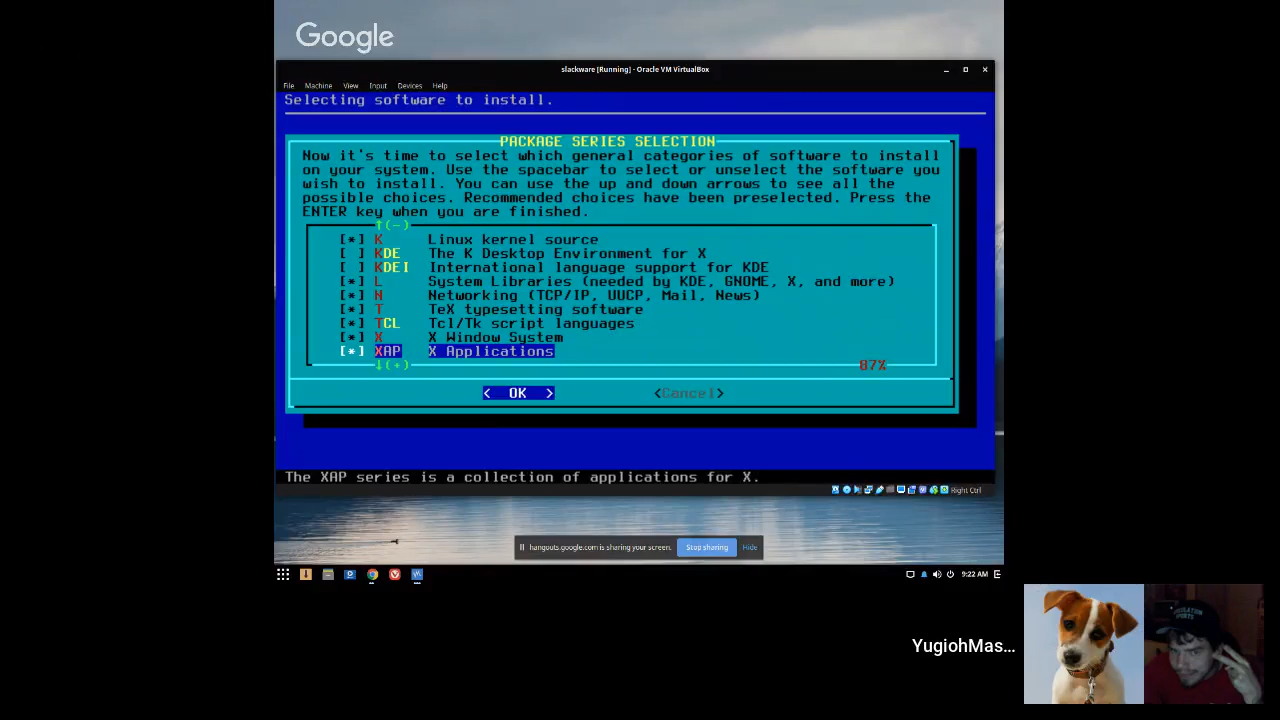 Google
slackware [Running] - Oracle VM VirtualBox
File Machine View Input Devices Help
Selecting software to install.
PACKAGE SERIES SELECTION
Now it's time to select which general categories of software to install
on your system. Use the spacebar to select or unselect the software you
wish to install. You can use the up and down arrows to see all the
possible choices. Recommended choices have been preselected. Press the
ENTER key when you are finished.
↑(-)
[*] K Linux kernel source
[ ] KDE The K Desktop Environment for X
[ ] KDEI International language support for KDE
[*] L System Libraries (needed by KDE, GNOME, X, and more)
[*] N Networking (TCP/IP, UUCP, Mail, News)
[*] T TeX typesetting software
[*] TCL Tcl/Tk script languages
[*] X X Window System
[*] XAP X Applications
↓(+) 87%
< OK > <Cancel>
The XAP series is a collection of applications for X.
Right Ctrl
hangouts.google.com is sharing your screen. Stop sharing Hide
9:22 AM
YugiohMas...